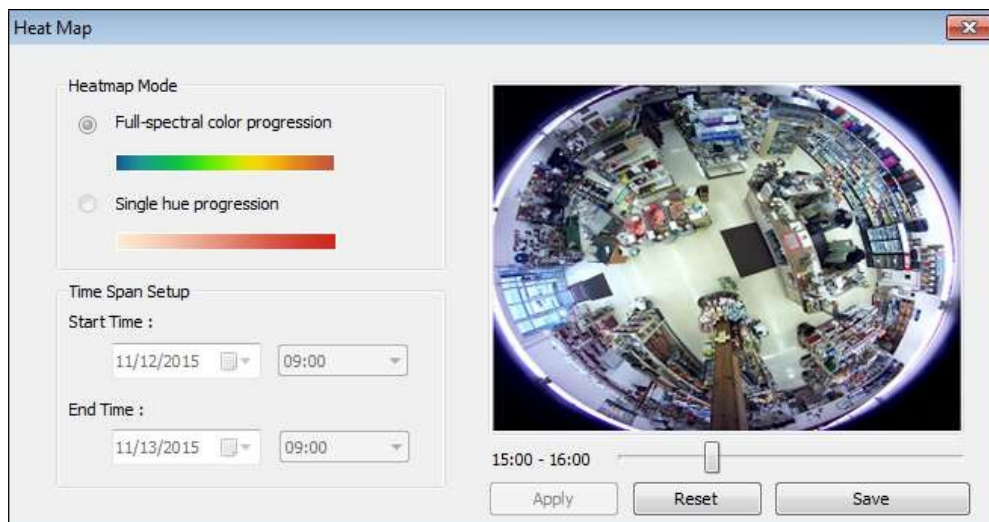 Heat Map
Heatmap Mode
Full-spectral color progression
Single hue progression
Time Span Setup
Start Time :
11/12/2015
09:00
End Time :
11/13/2015
09:00
15:00 - 16:00
Apply
Reset
Save